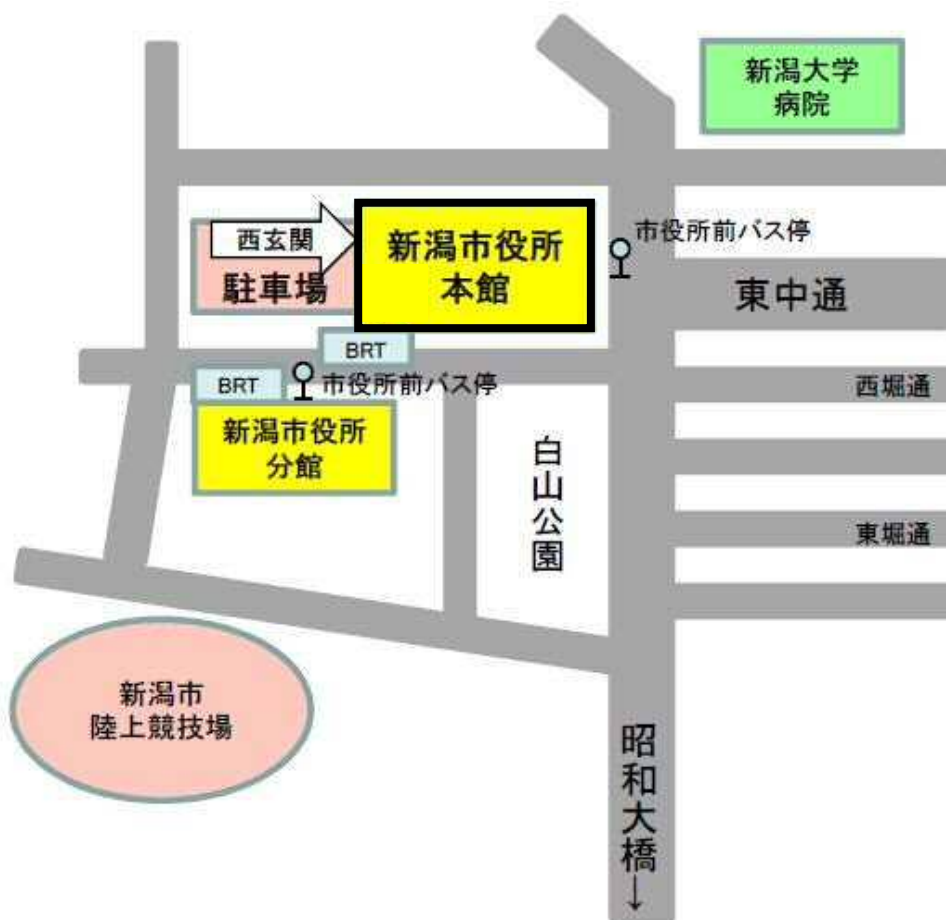 新潟大学
病院
市役所前バス停
西玄関
新潟市役所
本館
駐車場
東中通
BRT
BRT
市役所前バス停
西堀通
新潟市役所
分館
白山公園
東堀通
新潟市
陸上競技場
昭和大橋↓